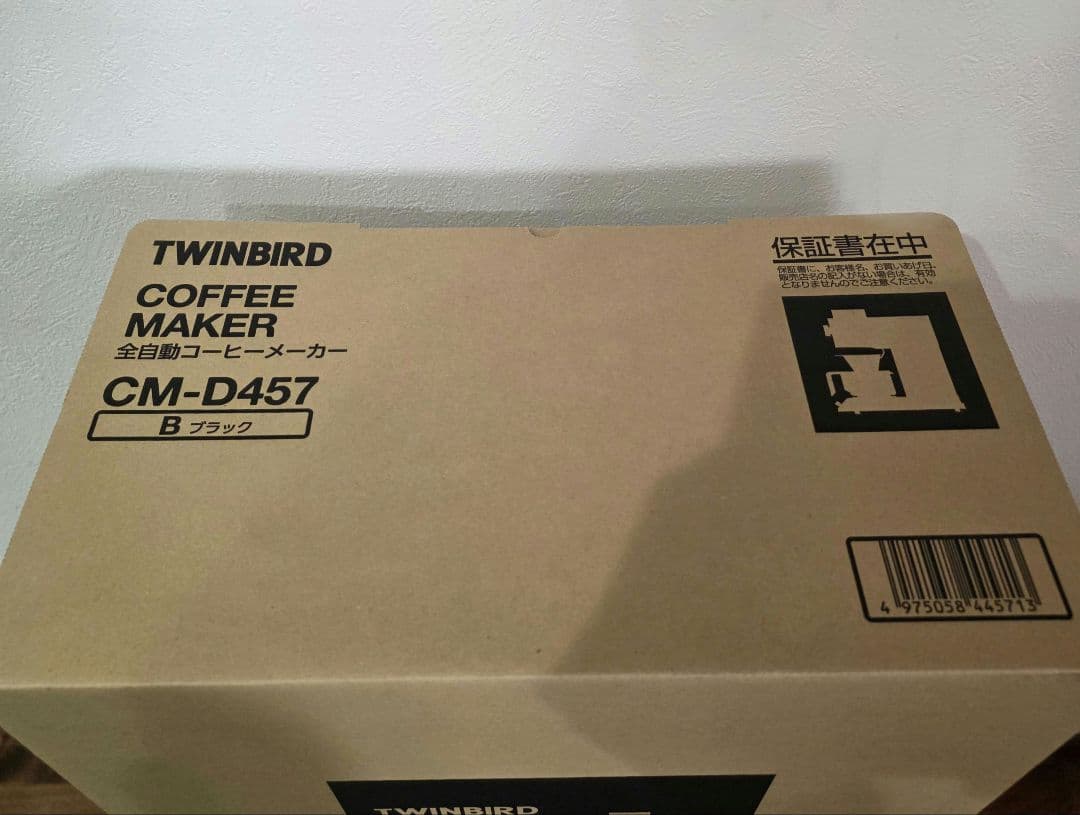 TWINBIRD
COFFEE
MAKER
全自動コーヒーメーカー
CM-D457
B ブラック
保証書在中
保証書に、お客様名、お買いあげ日、
販売店名の記入がない場合は、有効
となりませんのでご注意ください。
4 975058 445713
TWINBIRD